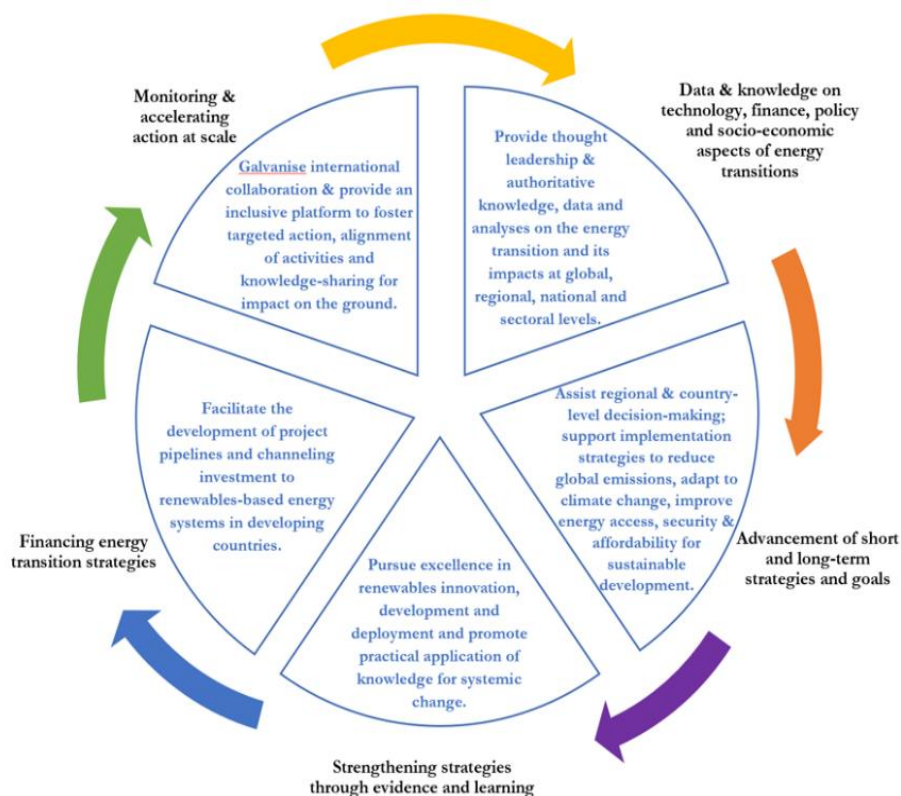 Monitoring &
accelerating
action at scale
Data & knowledge on
technology, finance, policy
and socio-economic
aspects of energy
transitions
Galvanise international
collaboration & provide an
inclusive platform to foster
targeted action, alignment
of activities and
knowledge-sharing for
impact on the ground.
Provide thought
leadership &
authoritative
knowledge, data and
analyses on the energy
transition and its
impacts at global,
regional, national and
sectoral levels.
Assist regional & country-
level decision-making;
support implementation
strategies to reduce
global emissions, adapt to
climate change, improve
energy access, security &
affordability for
sustainable
development.
Advancement of short
and long-term
strategies and goals
Facilitate the
development of project
pipelines and channeling
investment to
renewables-based energy
systems in developing
countries.
Financing energy
transition strategies
Pursue excellence in
renewables innovation,
development and
deployment and promote
practical application of
knowledge for systemic
change.
Strengthening strategies
through evidence and learning